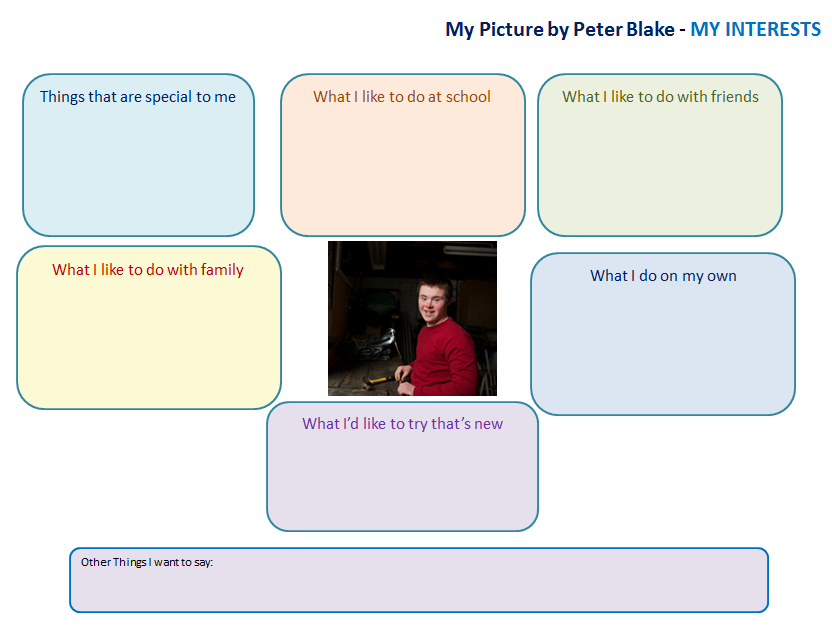 My Picture by Peter Blake - MY INTERESTS
Things that are special to me
What I like to do at school
What I like to do with friends
What I like to do with family
What I do on my own
What I’d like to try that’s new
Other Things I want to say: